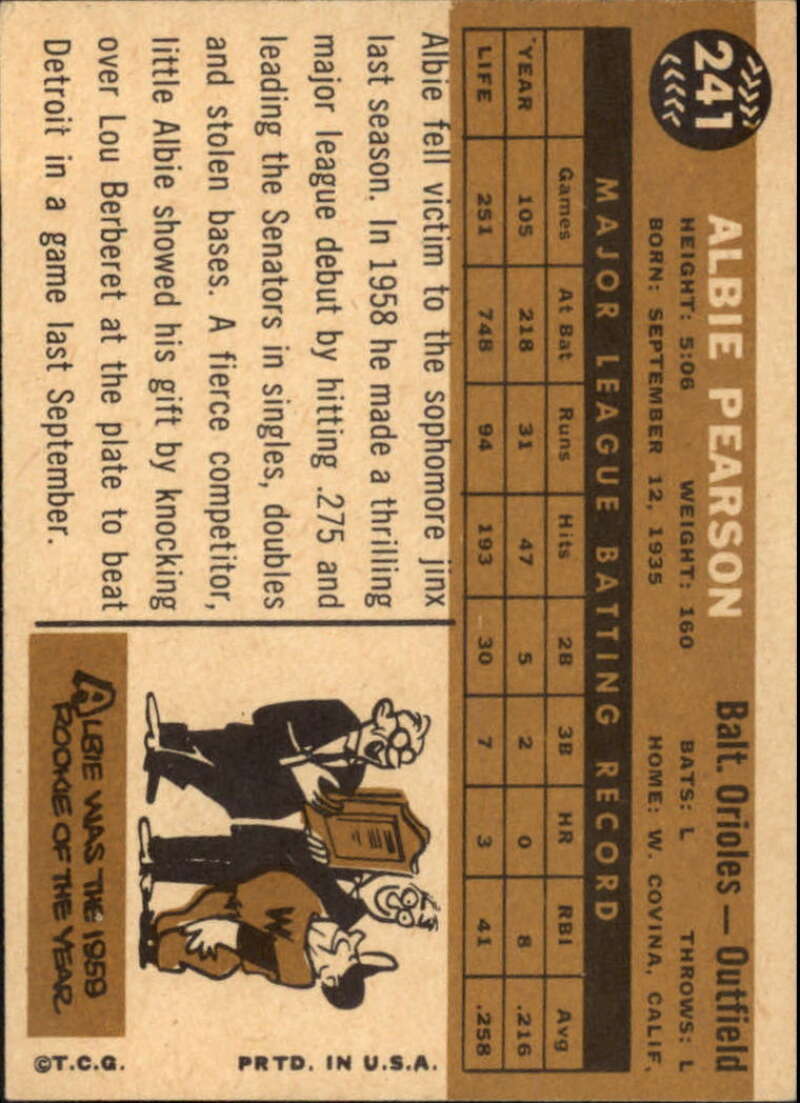 241
ALBIE PEARSON
Balt. Orioles — Outfield
HEIGHT: 5:06 WEIGHT: 160 BATS: L THROWS: L
BORN: SEPTEMBER 12, 1935 HOME: W. COVINA, CALIF.
MAJOR LEAGUE BATTING RECORD
Games At Bat Runs Hits 2B 3B HR RBI Avg
YEAR 105 218 31 47 5 2 0 8 .216
LIFE 251 748 94 193 30 7 3 41 .258
Albie fell victim to the sophomore jinx
last season. In 1958 he made a thrilling
major league debut by hitting .275 and
leading the Senators in singles, doubles
and stolen bases. A fierce competitor,
little Albie showed his gift by knocking
over Lou Berberet at the plate to beat
Detroit in a game last September.
W
ALBIE WAS THE 1959
ROOKIE OF THE YEAR
PRTD. IN U.S.A.
©T.C.G.